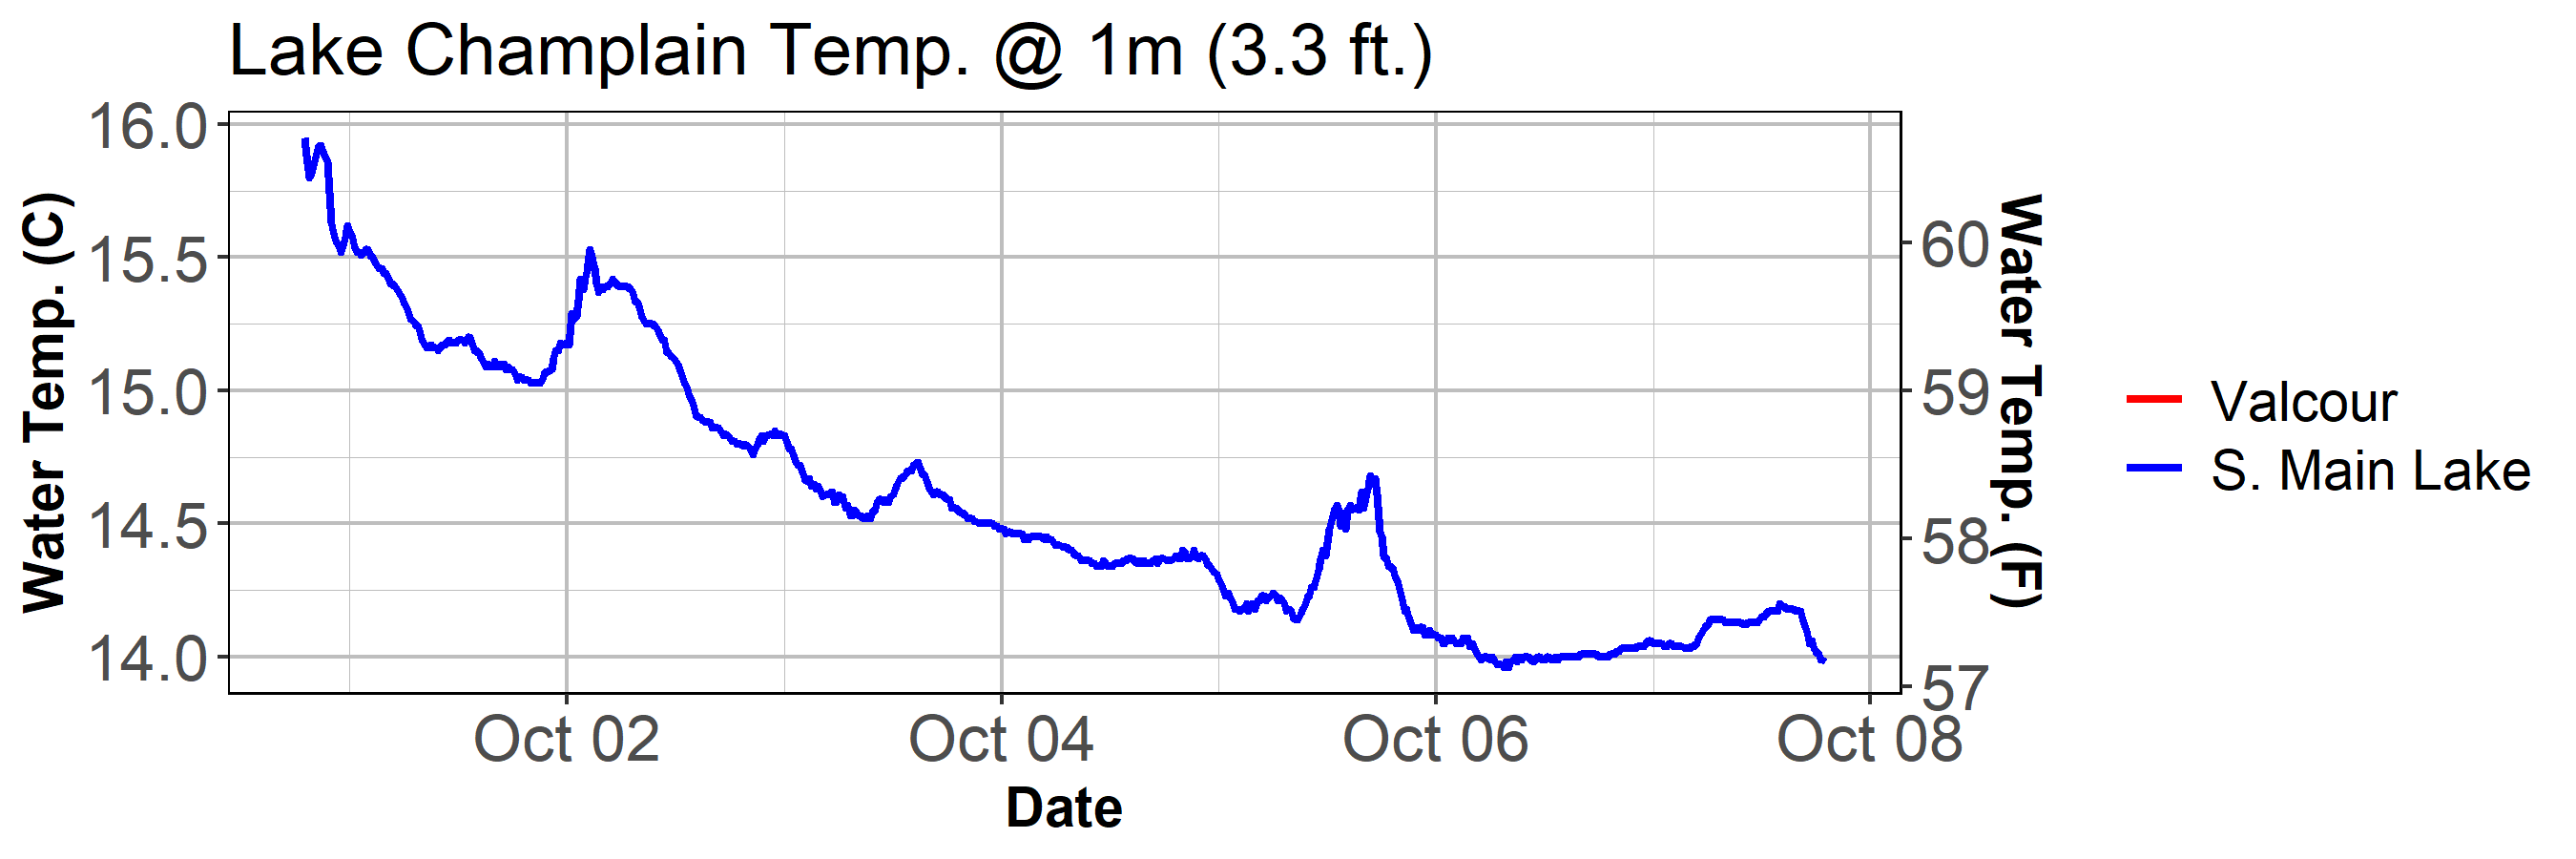 Lake Champlain Temp. @ 1m (3.3 ft.)
Water Temp. (C)
16.0
15.5
15.0
14.5
14.0
60
59
58
57
Water Temp. (F)
Oct 02
Oct 04
Oct 06
Oct 08
Date
Valcour
S. Main Lake